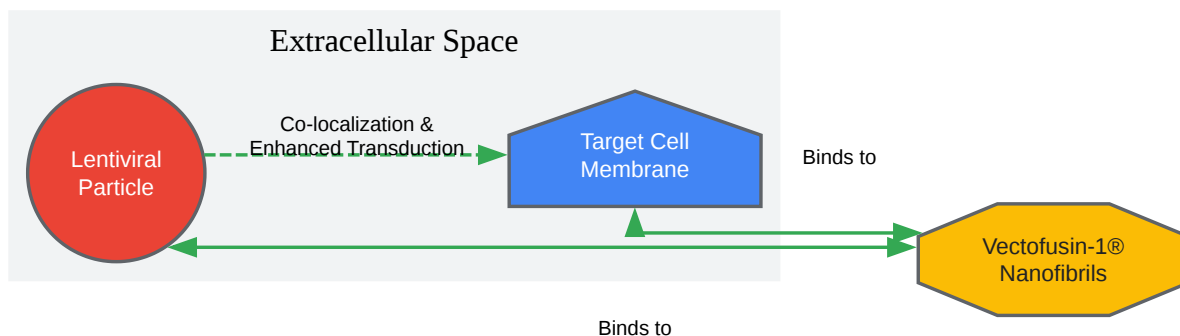 Extracellular Space
Co-localization &
Enhanced Transduction
Lentiviral
Particle
Target Cell
Membrane
Binds to
Vectofusin-1®
Nanofibrils
Binds to